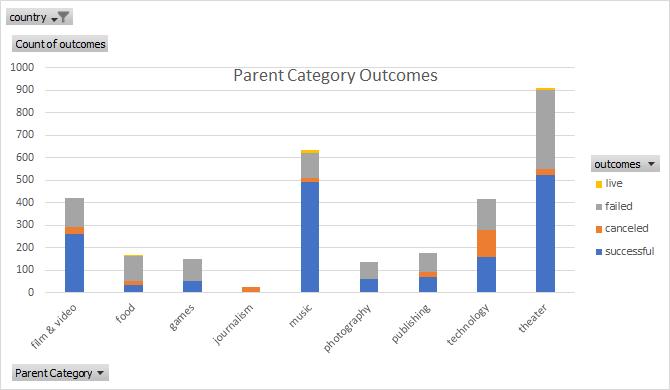 country
Count of outcomes
Parent Category Outcomes
1000
900
800
700
600
500
400
300
200
100
0
film & video
food
games
journalism
music
photography
publishing
technology
theater
outcomes
live
failed
canceled
successful
Parent Category